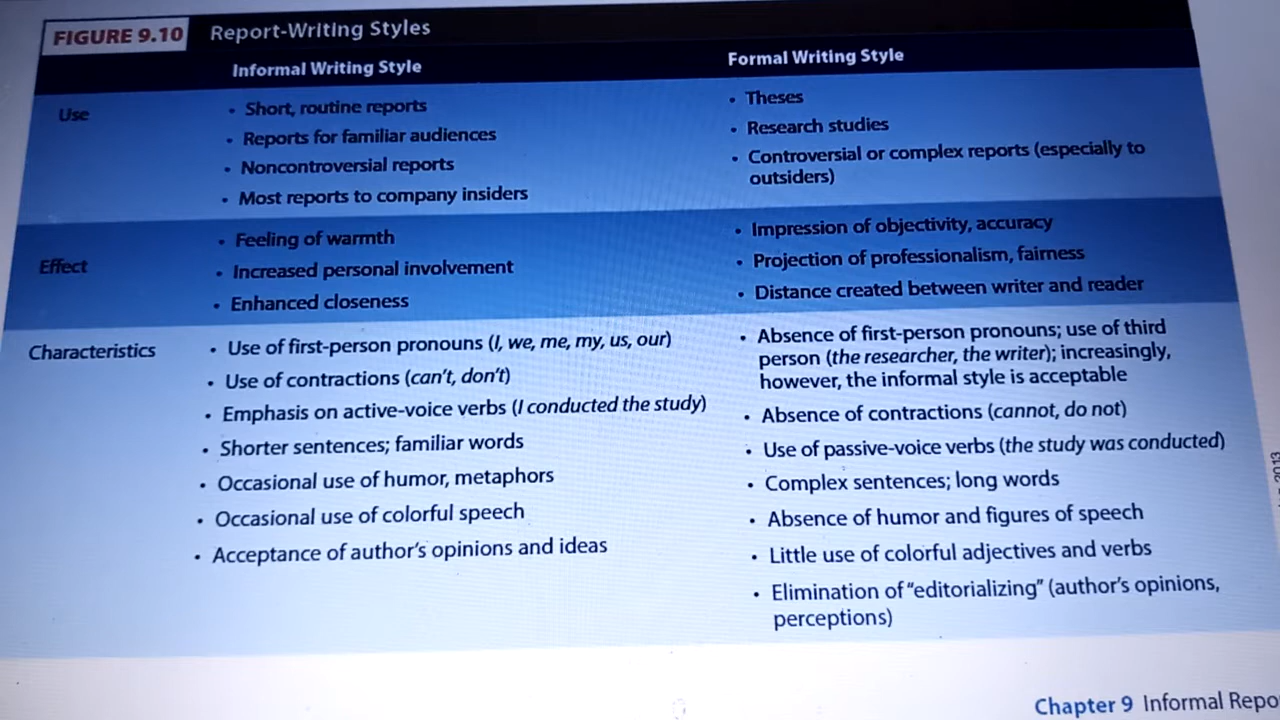 FIGURE 9.10 Report-Writing Styles
Informal Writing Style
Formal Writing Style
Use
• Short, routine reports
• Reports for familiar audiences
• Noncontroversial reports
• Most reports to company insiders
• Theses
• Research studies
• Controversial or complex reports (especially to
outsiders)
Effect
• Feeling of warmth
• Increased personal involvement
• Enhanced closeness
• Impression of objectivity, accuracy
• Projection of professionalism, fairness
• Distance created between writer and reader
Characteristics
• Use of first-person pronouns (I, we, me, my, us, our)
• Use of contractions (can't, don't)
• Emphasis on active-voice verbs (I conducted the study)
• Shorter sentences; familiar words
• Occasional use of humor, metaphors
• Occasional use of colorful speech
• Acceptance of author's opinions and ideas
• Absence of first-person pronouns; use of third
person (the researcher, the writer); increasingly,
however, the informal style is acceptable
• Absence of contractions (cannot, do not)
• Use of passive-voice verbs (the study was conducted)
• Complex sentences; long words
• Absence of humor and figures of speech
• Little use of colorful adjectives and verbs
• Elimination of "editorializing" (author's opinions,
perceptions)
2013
Chapter 9 Informal Repo